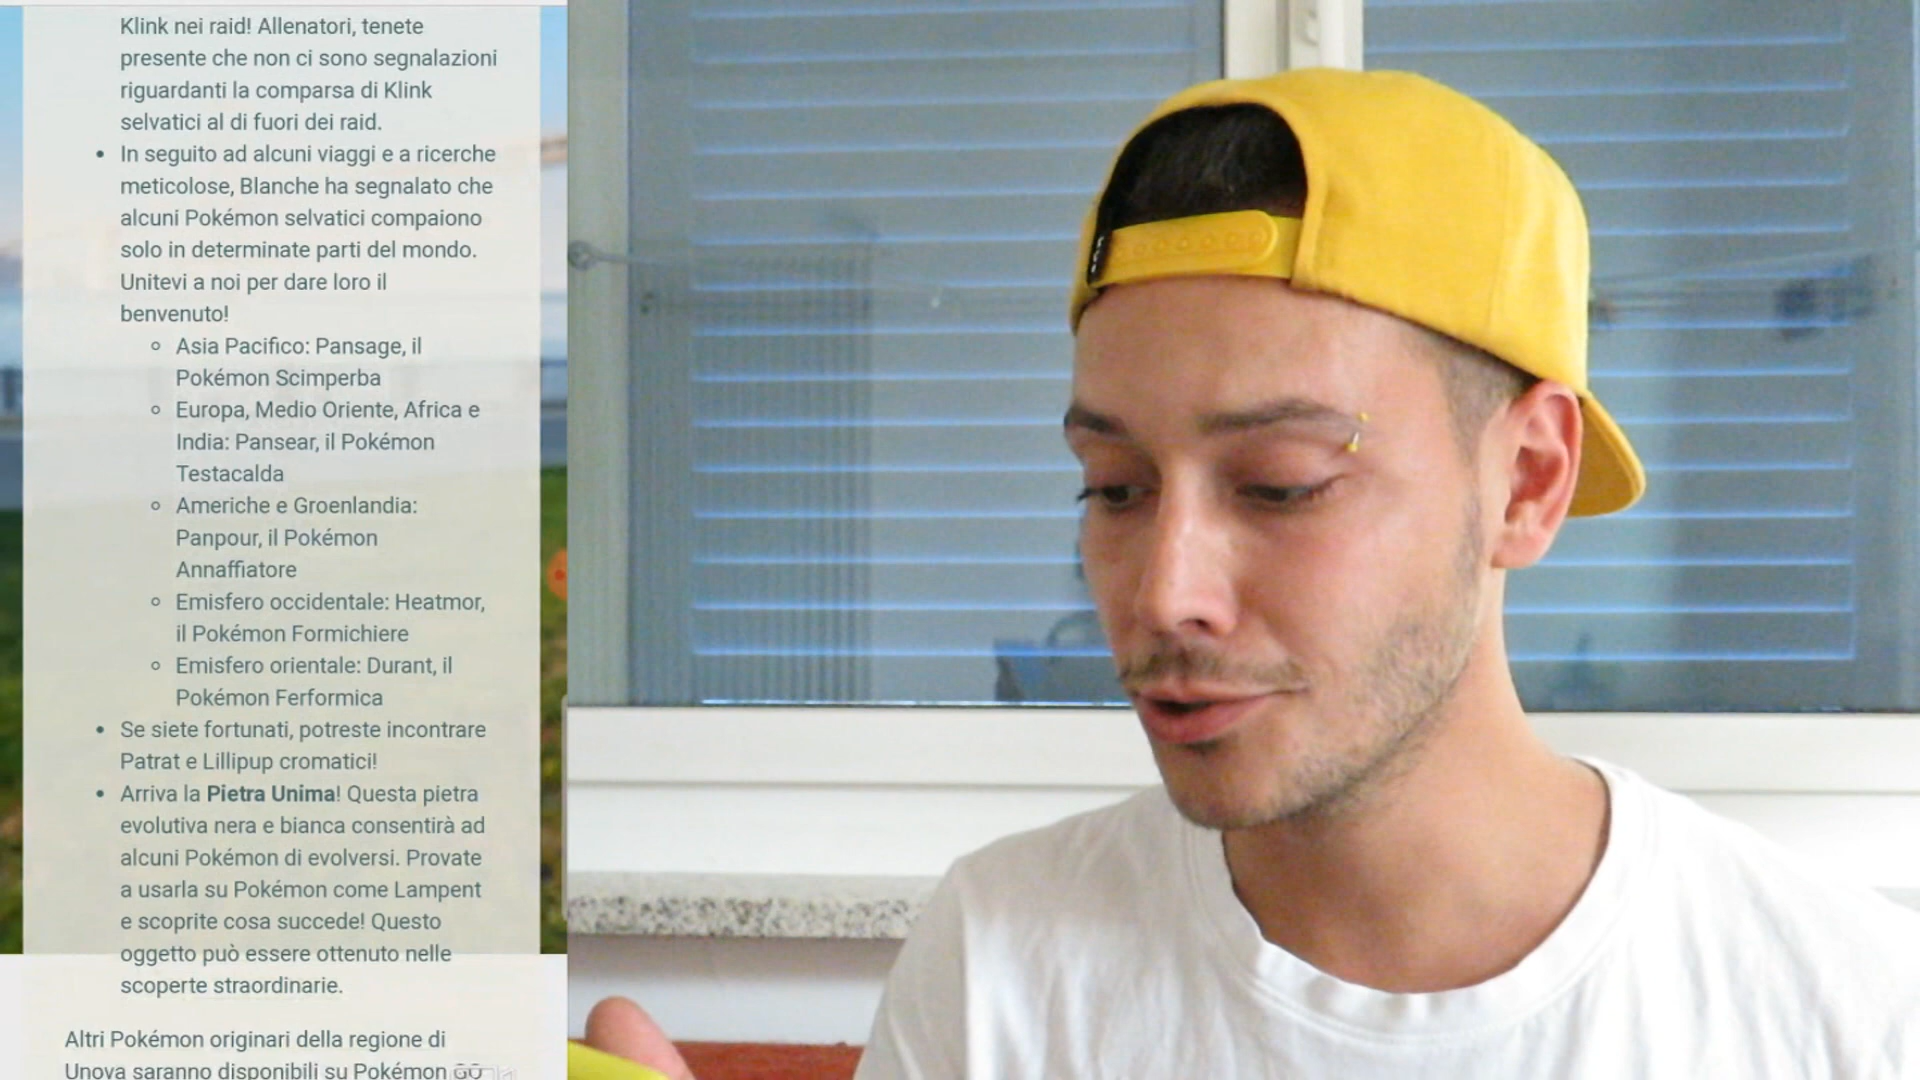 Klink nei raid! Allenatori, tenete
presente che non ci sono segnalazioni
riguardanti la comparsa di Klink
selvatici al di fuori dei raid.
• In seguito ad alcuni viaggi e a ricerche
meticolose, Blanche ha segnalato che
alcuni Pokémon selvatici compaiono
solo in determinate parti del mondo.
Unitevi a noi per dare loro il
benvenuto!
◦ Asia Pacifico: Pansage, il
Pokémon Scimperba
◦ Europa, Medio Oriente, Africa e
India: Pansear, il Pokémon
Testacalda
◦ Americhe e Groenlandia:
Panpour, il Pokémon
Annaffiatore
◦ Emisfero occidentale: Heatmor,
il Pokémon Formichiere
◦ Emisfero orientale: Durant, il
Pokémon Ferformica
• Se siete fortunati, potreste incontrare
Patrat e Lillipup cromatici!
• Arriva la Pietra Unima! Questa pietra
evolutiva nera e bianca consentirà ad
alcuni Pokémon di evolversi. Provate
a usarla su Pokémon come Lampent
e scoprite cosa succede! Questo
oggetto può essere ottenuto nelle
scoperte straordinarie.
Altri Pokémon originari della regione di
Unova saranno disponibili su Pokémon GO